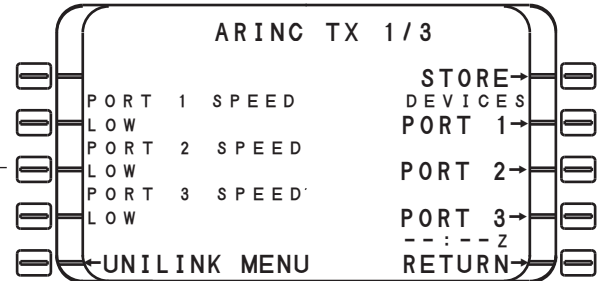 ARINC TX 1/3
STORE→
PORT 1 SPEED DEVICES
LOW PORT 1→
PORT 2 SPEED
LOW PORT 2→
PORT 3 SPEED
LOW PORT 3→
--:--Z
←UNILINK MENU RETURN→